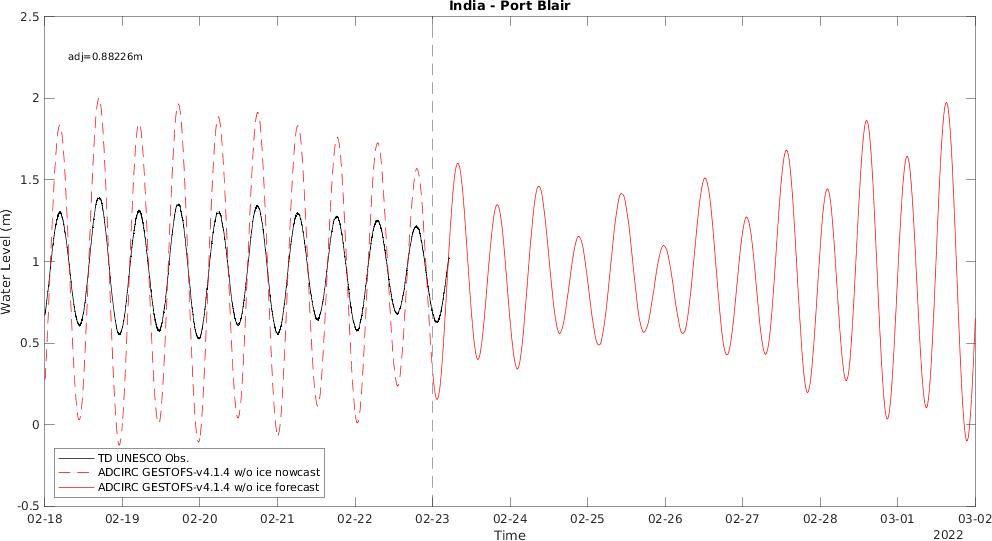 India - Port Blair
adj=0.88226m
Water Level (m)
2.5
2
1.5
1
0.5
0
-0.5
TD UNESCO Obs.
ADCIRC GESTOFS-v4.1.4 w/o ice nowcast
ADCIRC GESTOFS-v4.1.4 w/o ice forecast
02-18 02-19 02-20 02-21 02-22 02-23 02-24 02-25 02-26 02-27 02-28 03-01 03-02
Time
2022